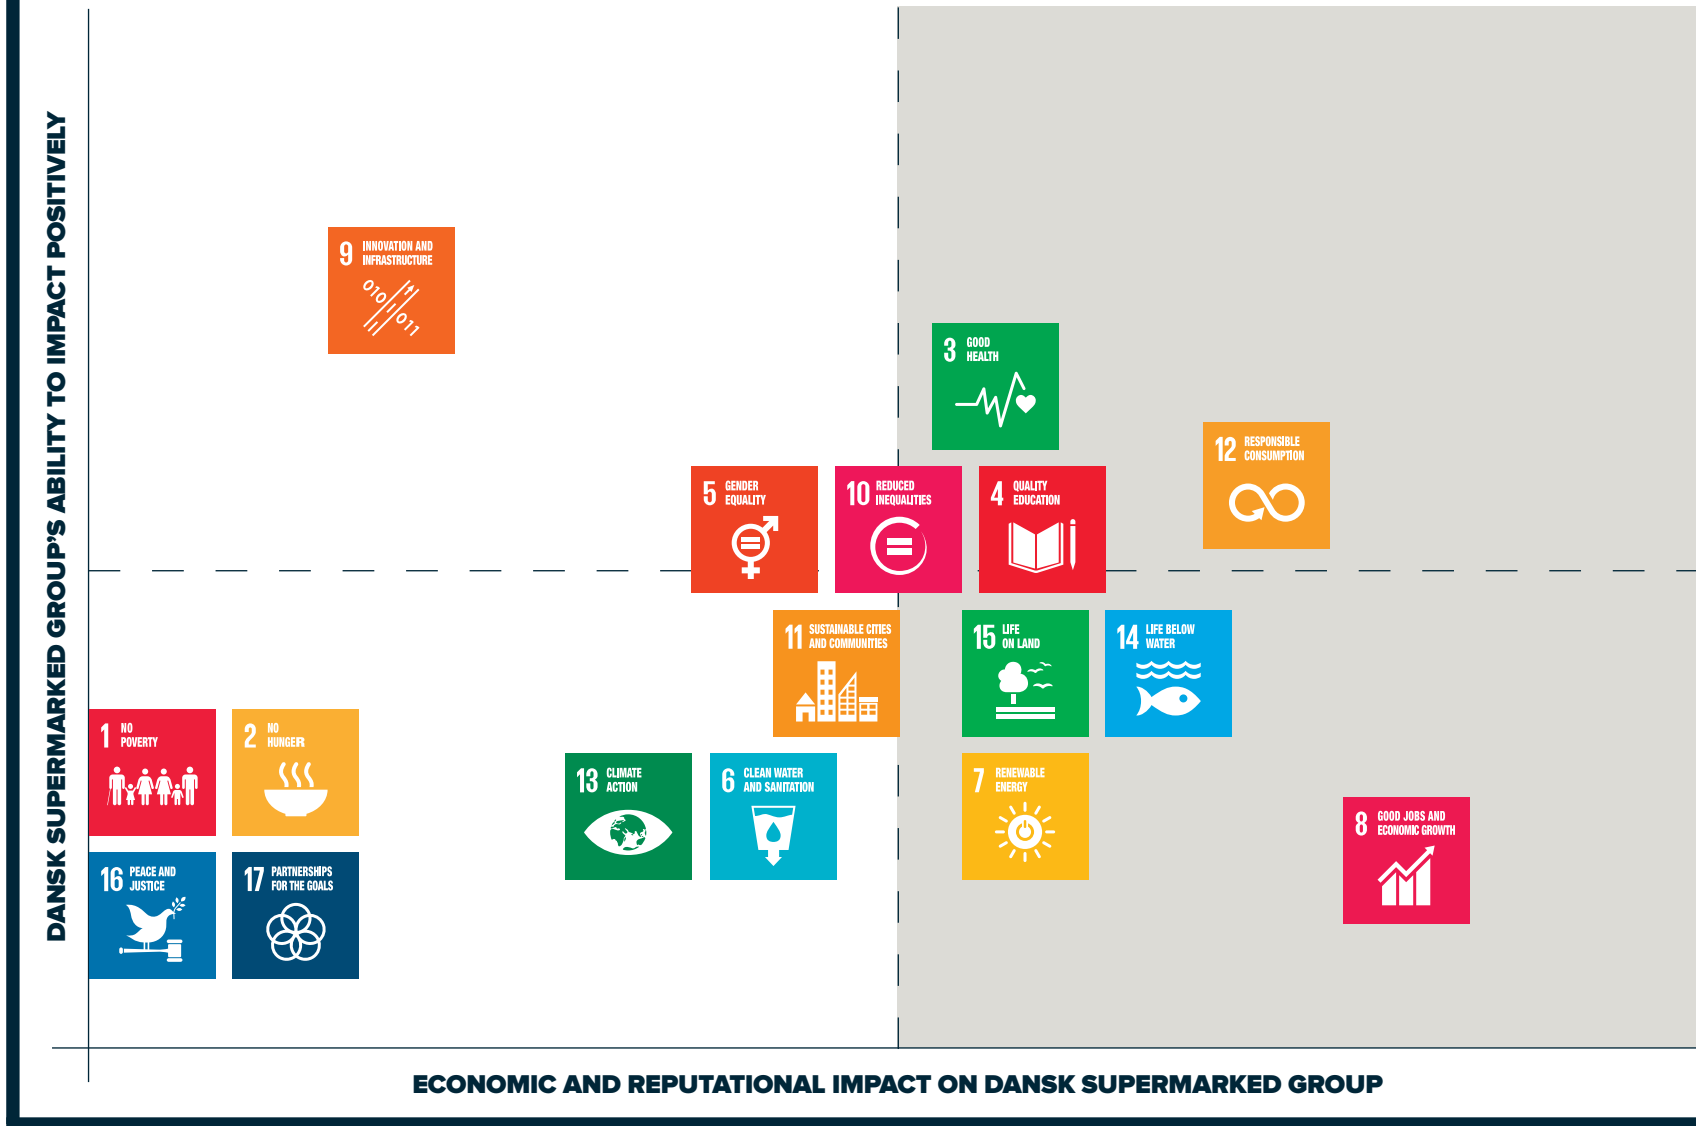 DANSK SUPERMARKED GROUP'S ABILITY TO IMPACT POSITIVELY
9 INNOVATION AND
INFRASTRUCTURE
010
011
3 GOOD
HEALTH
12 RESPONSIBLE
CONSUMPTION
5 GENDER
EQUALITY
10 REDUCED
INEQUALITIES
4 QUALITY
EDUCATION
11 SUSTAINABLE CITIES
AND COMMUNITIES
15 LIFE
ON LAND
14 LIFE BELOW
WATER
1 NO
POVERTY
2 NO
HUNGER
13 CLIMATE
ACTION
6 CLEAN WATER
AND SANITATION
7 RENEWABLE
ENERGY
8 GOOD JOBS AND
ECONOMIC GROWTH
16 PEACE AND
JUSTICE
17 PARTNERSHIPS
FOR THE GOALS
ECONOMIC AND REPUTATIONAL IMPACT ON DANSK SUPERMARKED GROUP